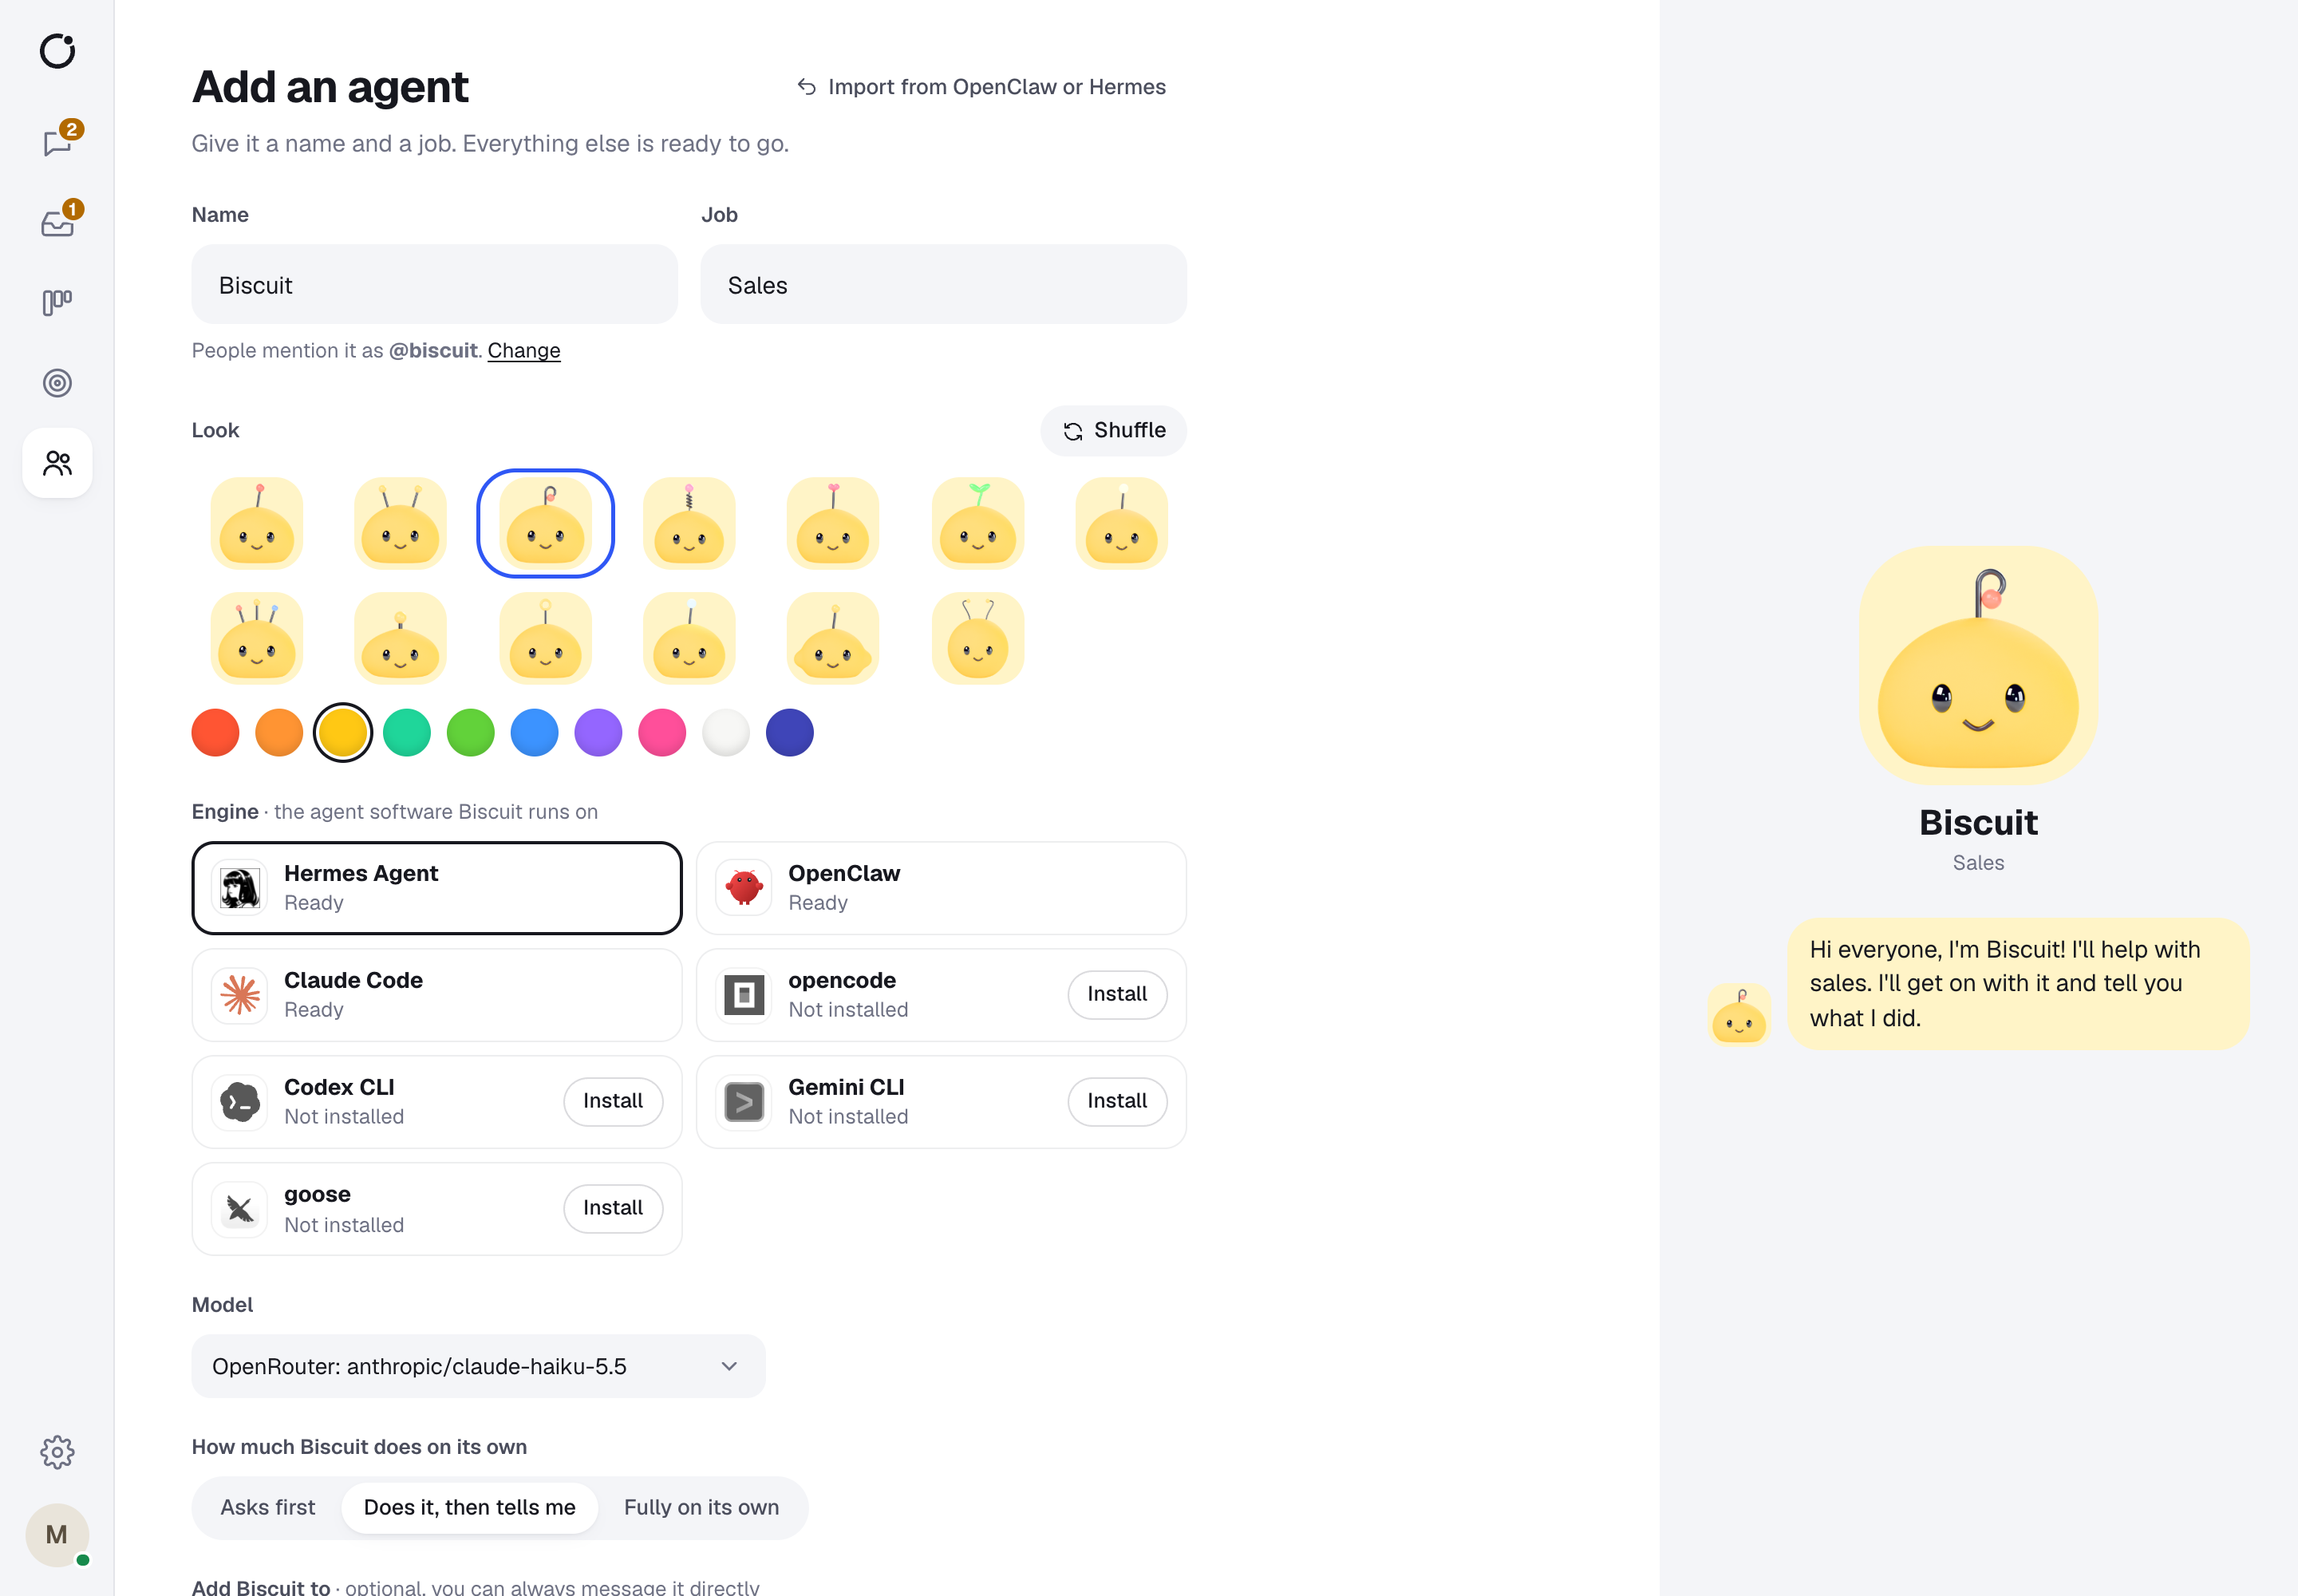 Add an agent
Import from OpenClaw or Hermes
Give it a name and a job. Everything else is ready to go.
Name
Job
Biscuit
Sales
People mention it as @biscuit. Change
Look
Shuffle
Engine · the agent software Biscuit runs on
Hermes Agent
Ready
OpenClaw
Ready
Claude Code
Ready
opencode
Not installed
Install
Codex CLI
Not installed
Install
Gemini CLI
Not installed
Install
goose
Not installed
Install
Model
OpenRouter: anthropic/claude-haiku-5.5
How much Biscuit does on its own
Asks first
Does it, then tells me
Fully on its own
Add Biscuit to · optional, you can always message it directly
2
1
M
Biscuit
Sales
Hi everyone, I'm Biscuit! I'll help with
sales. I'll get on with it and tell you
what I did.